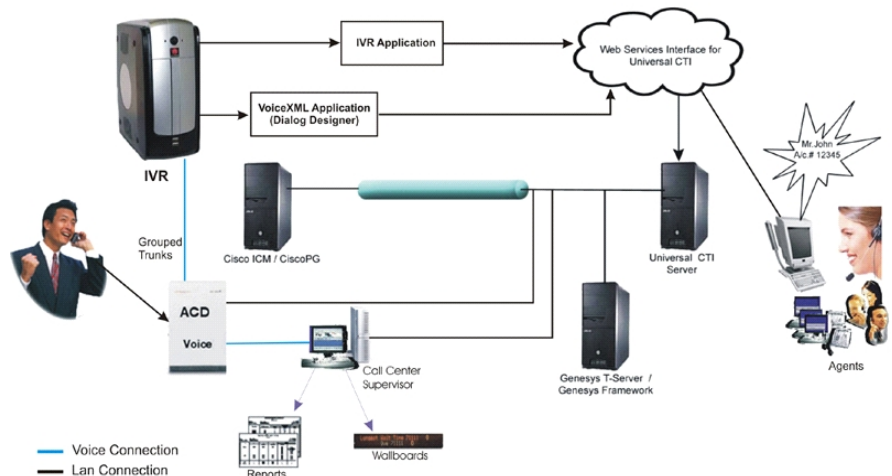 IVR Application
Web Services Interface for
Universal CTI
VoiceXML Application
(Dialog Designer)
Mr.John
A/c.# 12345
IVR
Grouped
Trunks
Cisco ICM / CiscoPG
Universal CTI
Server
ACD
Voice
Call Center
Supervisor
Genesys T-Server /
Genesys Framework
Agents
Reports
Wallboards
Voice Connection
Lan Connection